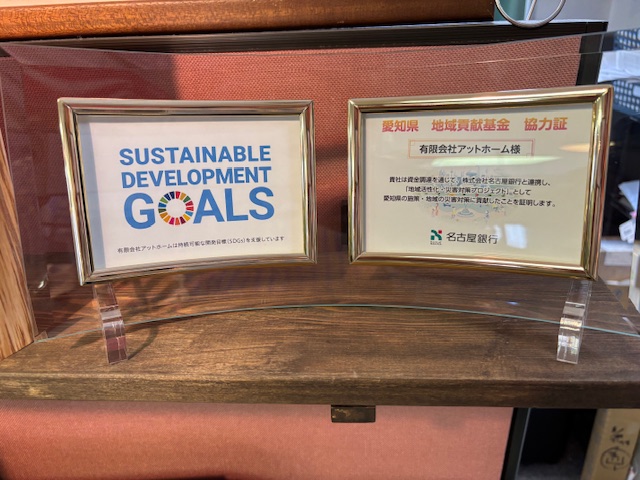 SUSTAINABLE
DEVELOPMENT
GOALS
有限会社アットホームは持続可能な開発目標(SDGs)を支援しています
愛知県 地域貢献基金 協力証
有限会社アットホーム様
貴社は資金調達を通じて、株式会社名古屋銀行と連携し、
「地域活性化・災害対策プロジェクト」として
愛知県の施策・地域の災害対策に貢献したことを証明します。
名古屋銀行